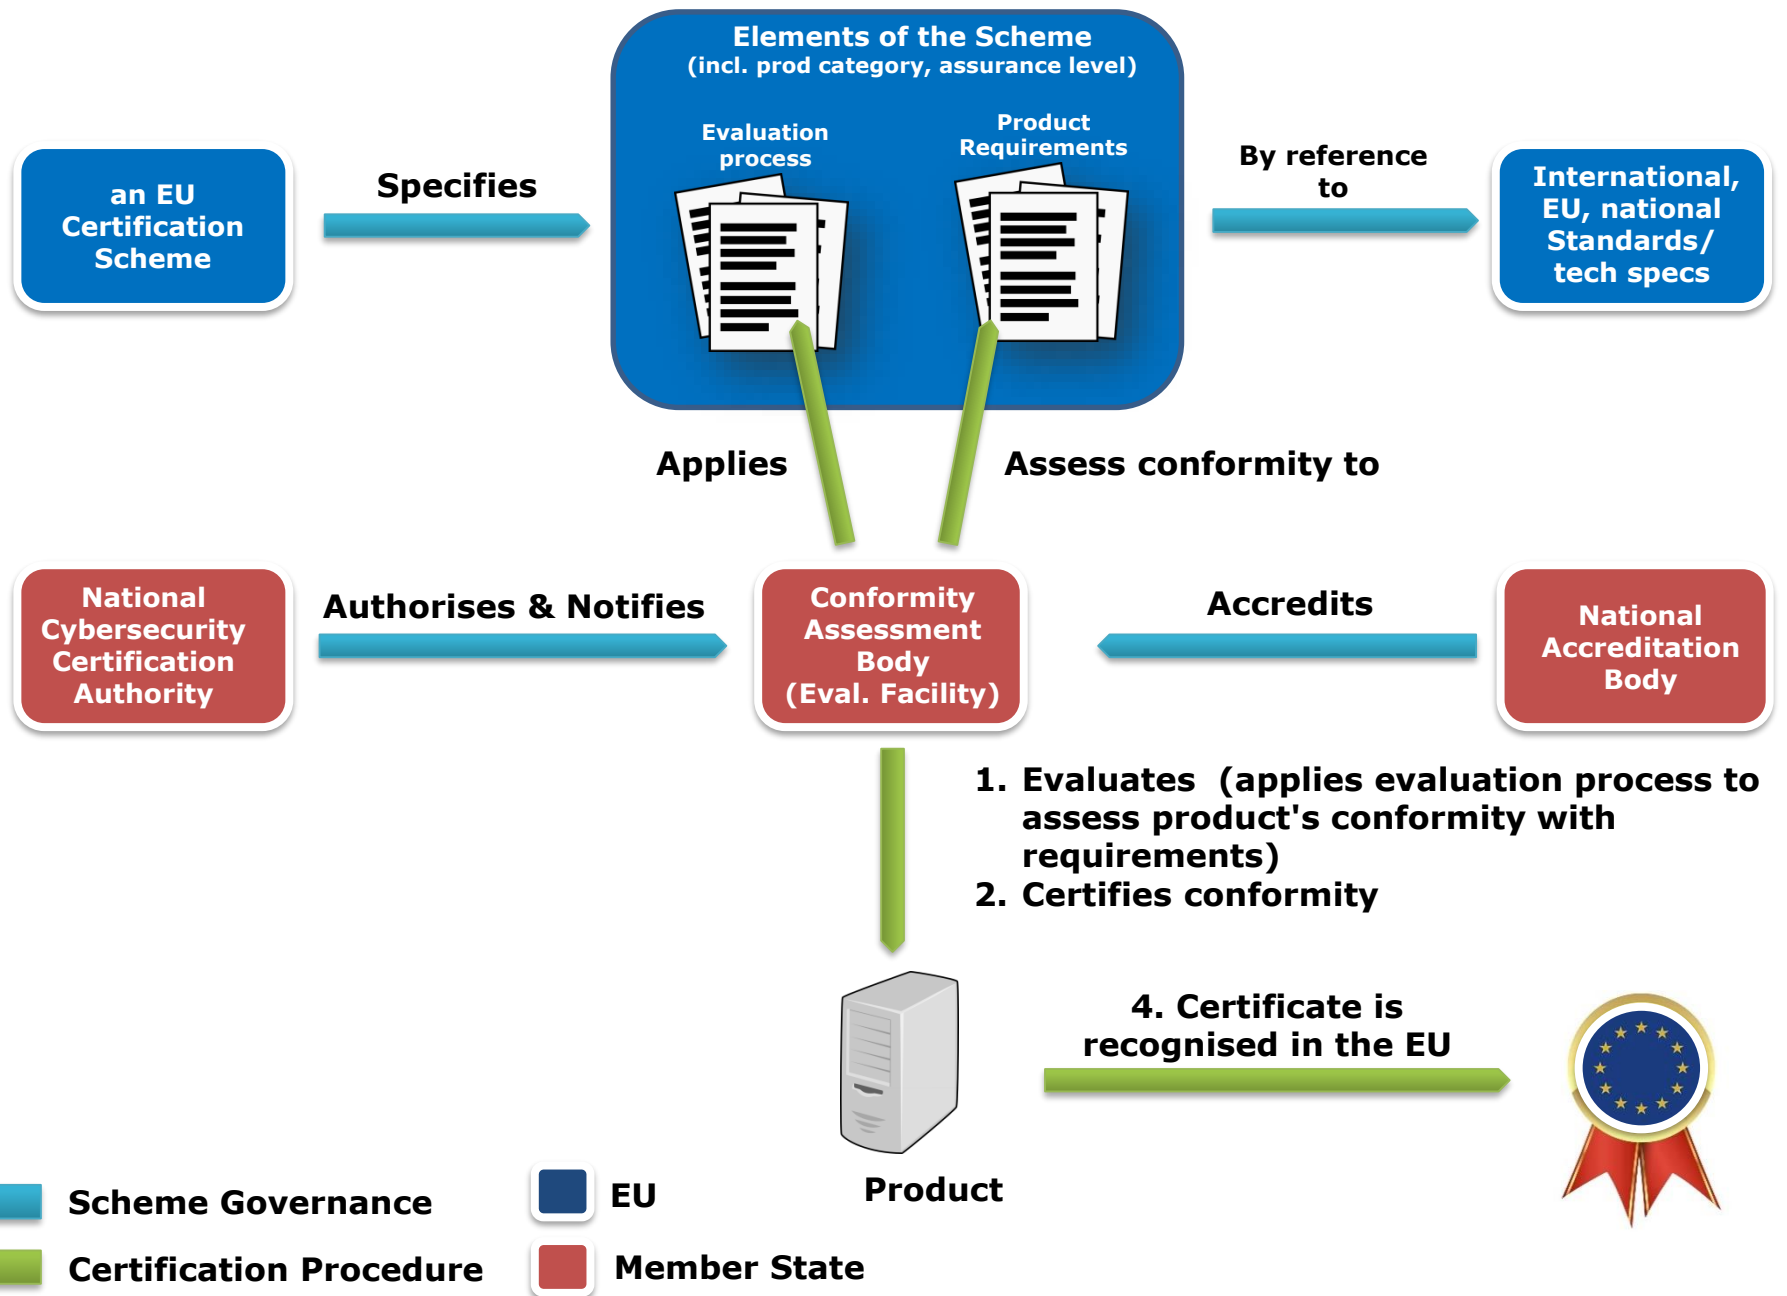 Elements of the Scheme
(incl. prod category, assurance level)
Evaluation
process
Product
Requirements
an EU
Certification
Scheme
Specifies
By reference
to
International,
EU, national
Standards/
tech specs
Applies
Assess conformity to
National
Cybersecurity
Certification
Authority
Authorises & Notifies
Conformity
Assessment
Body
(Eval. Facility)
Accredits
National
Accreditation
Body
1. Evaluates (applies evaluation process to
assess product's conformity with
requirements)
2. Certifies conformity
4. Certificate is
recognised in the EU
Product
Scheme Governance
EU
Certification Procedure
Member State